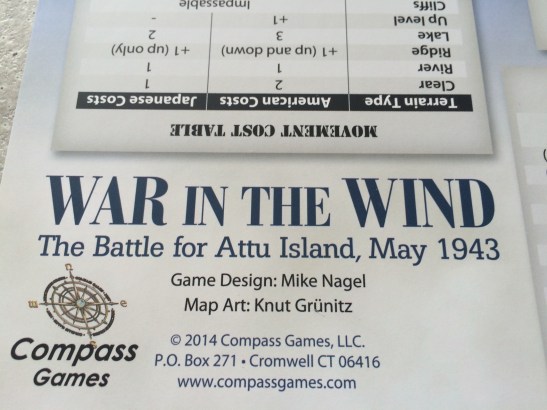 MOVEMENT COST TABLE
Terrain Type American Costs Japanese Costs
Clear 2 1
River 1 1
Ridge +1 (up and down) +1 (up only)
Lake 3 2
Up level +1 -
Cliffs Impassable
WAR IN THE WIND
The Battle for Attu Island, May 1943
Game Design: Mike Nagel
Map Art: Knut Grünitz
Compass
Games
© 2014 Compass Games, LLC.
P.O. Box 271 • Cromwell CT 06416
www.compassgames.com